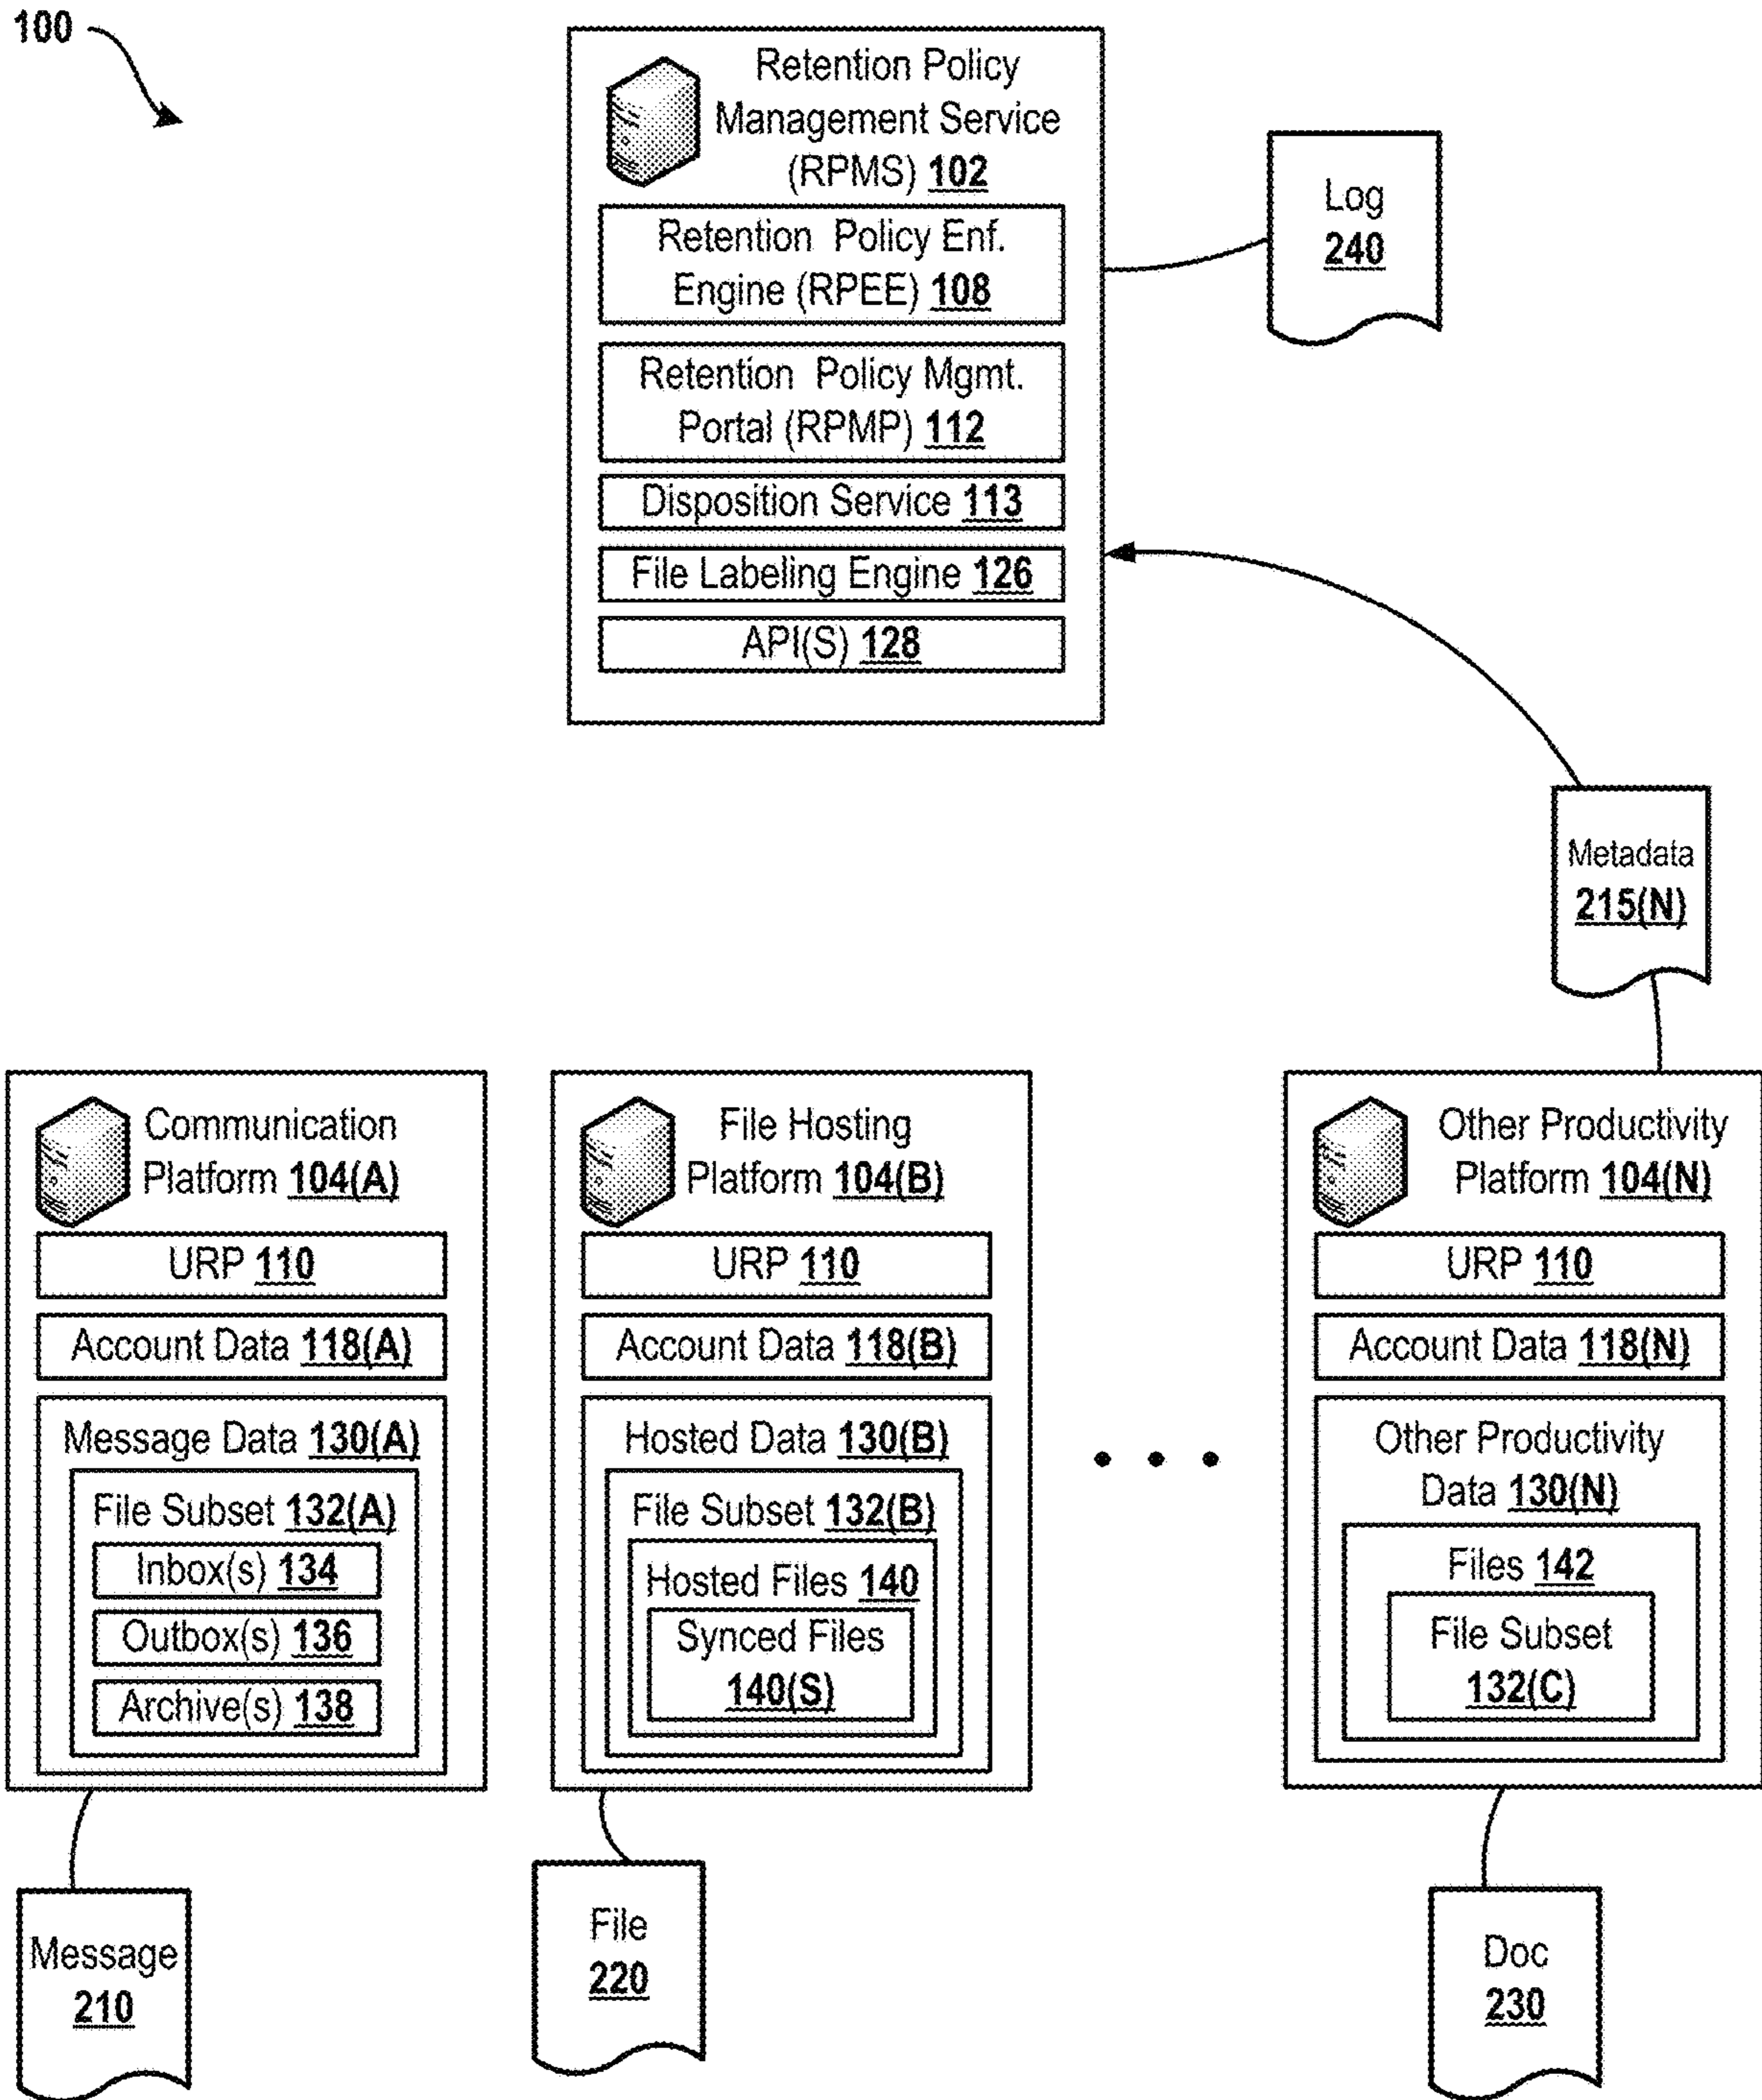 100
Retention Policy
Management Service
(RPMS) 102
Retention Policy Enf.
Engine (RPEE) 108
Retention Policy Mgmt.
Portal (RPMP) 112
Disposition Service 113
File Labeling Engine 126
API(S) 128
Log
240
Metadata
215(N)
Communication
Platform 104(A)
URP 110
Account Data 118(A)
Message Data 130(A)
File Subset 132(A)
Inbox(s) 134
Outbox(s) 136
Archive(s) 138
File Hosting
Platform 104(B)
URP 110
Account Data 118(B)
Hosted Data 130(B)
File Subset 132(B)
Hosted Files 140
Synced Files
140(S)
Other Productivity
Platform 104(N)
URP 110
Account Data 118(N)
Other Productivity
Data 130(N)
Files 142
File Subset
132(C)
Message
210
File
220
Doc
230